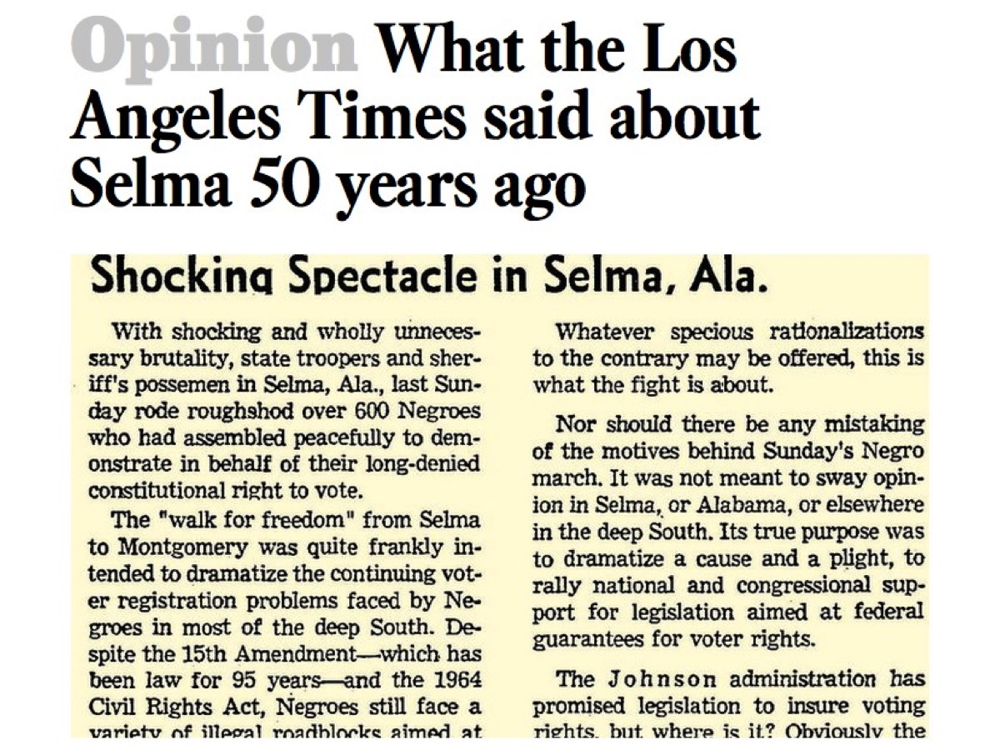 Opinion What the Los
Angeles Times said about
Selma 50 years ago
Shocking Spectacle in Selma, Ala.
With shocking and wholly unneces-
sary brutality, state troopers and sher-
iff's possemen in Selma, Ala., last Sun-
day rode roughshod over 600 Negroes
who had assembled peacefully to dem-
onstrate in behalf of their long-denied
constitutional right to vote.
The "walk for freedom" from Selma
to Montgomery was quite frankly in-
tended to dramatize the continuing vot-
er registration problems faced by Ne-
groes in most of the deep South. De-
spite the 15th Amendment—which has
been law for 95 years—and the 1964
Civil Rights Act, Negroes still face a
variety of illegal roadblocks aimed at
Whatever specious rationalizations
to the contrary may be offered, this is
what the fight is about.
Nor should there be any mistaking
of the motives behind Sunday's Negro
march. It was not meant to sway opin-
ion in Selma, or Alabama, or elsewhere
in the deep South. Its true purpose was
to dramatize a cause and a plight, to
rally national and congressional sup-
port for legislation aimed at federal
guarantees for voter rights.
The Johnson administration has
promised legislation to insure voting
rights, but where is it? Obviously the